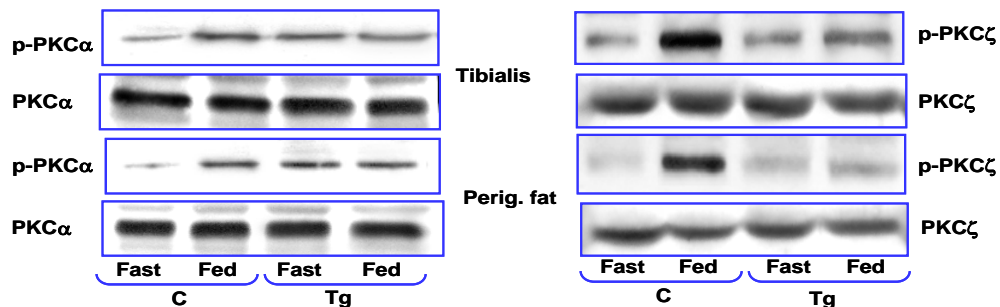 p-PKCα
PKCα
p-PKCα
PKCα
Tibialis
Perig. fat
p-PKCζ
PKCζ
p-PKCζ
PKCζ
Fast Fed Fast Fed
C Tg
Fast Fed Fast Fed
C Tg